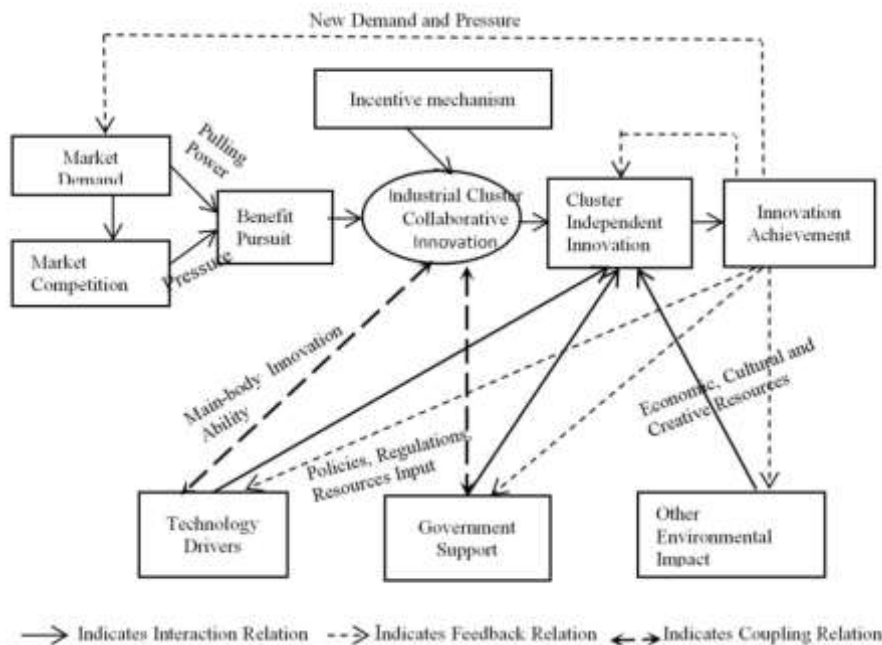 New Demand and Pressure
Incentive mechanism
Market
Demand
Pulling
Power
Benefit
Pursuit
Industrial Cluster
Collaborative
Innovation
Cluster
Independent
Innovation
Innovation
Achievement
Market
Competition
Pressure
Main-body Innovation
Ability
Policies, Regulations,
Resources Input
Economic, Cultural and
Creative Resources
Technology
Drivers
Government
Support
Other
Environmental
Impact
Indicates Interaction Relation
Indicates Feedback Relation
Indicates Coupling Relation